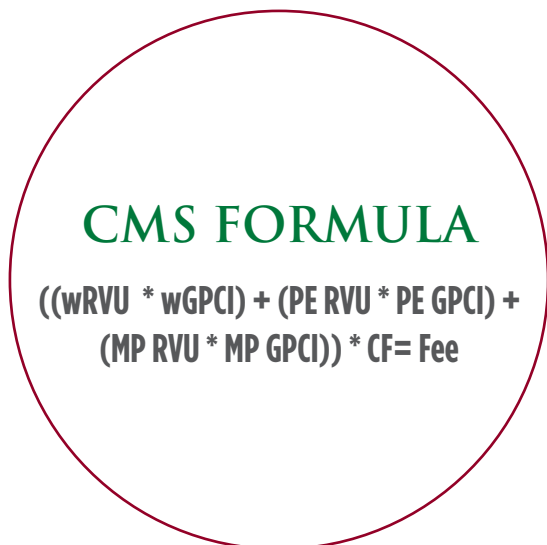 CMS FORMULA
((wRVU * wGPCI) + (PE RVU * PE GPCI) +
(MP RVU * MP GPCI)) * CF= Fee